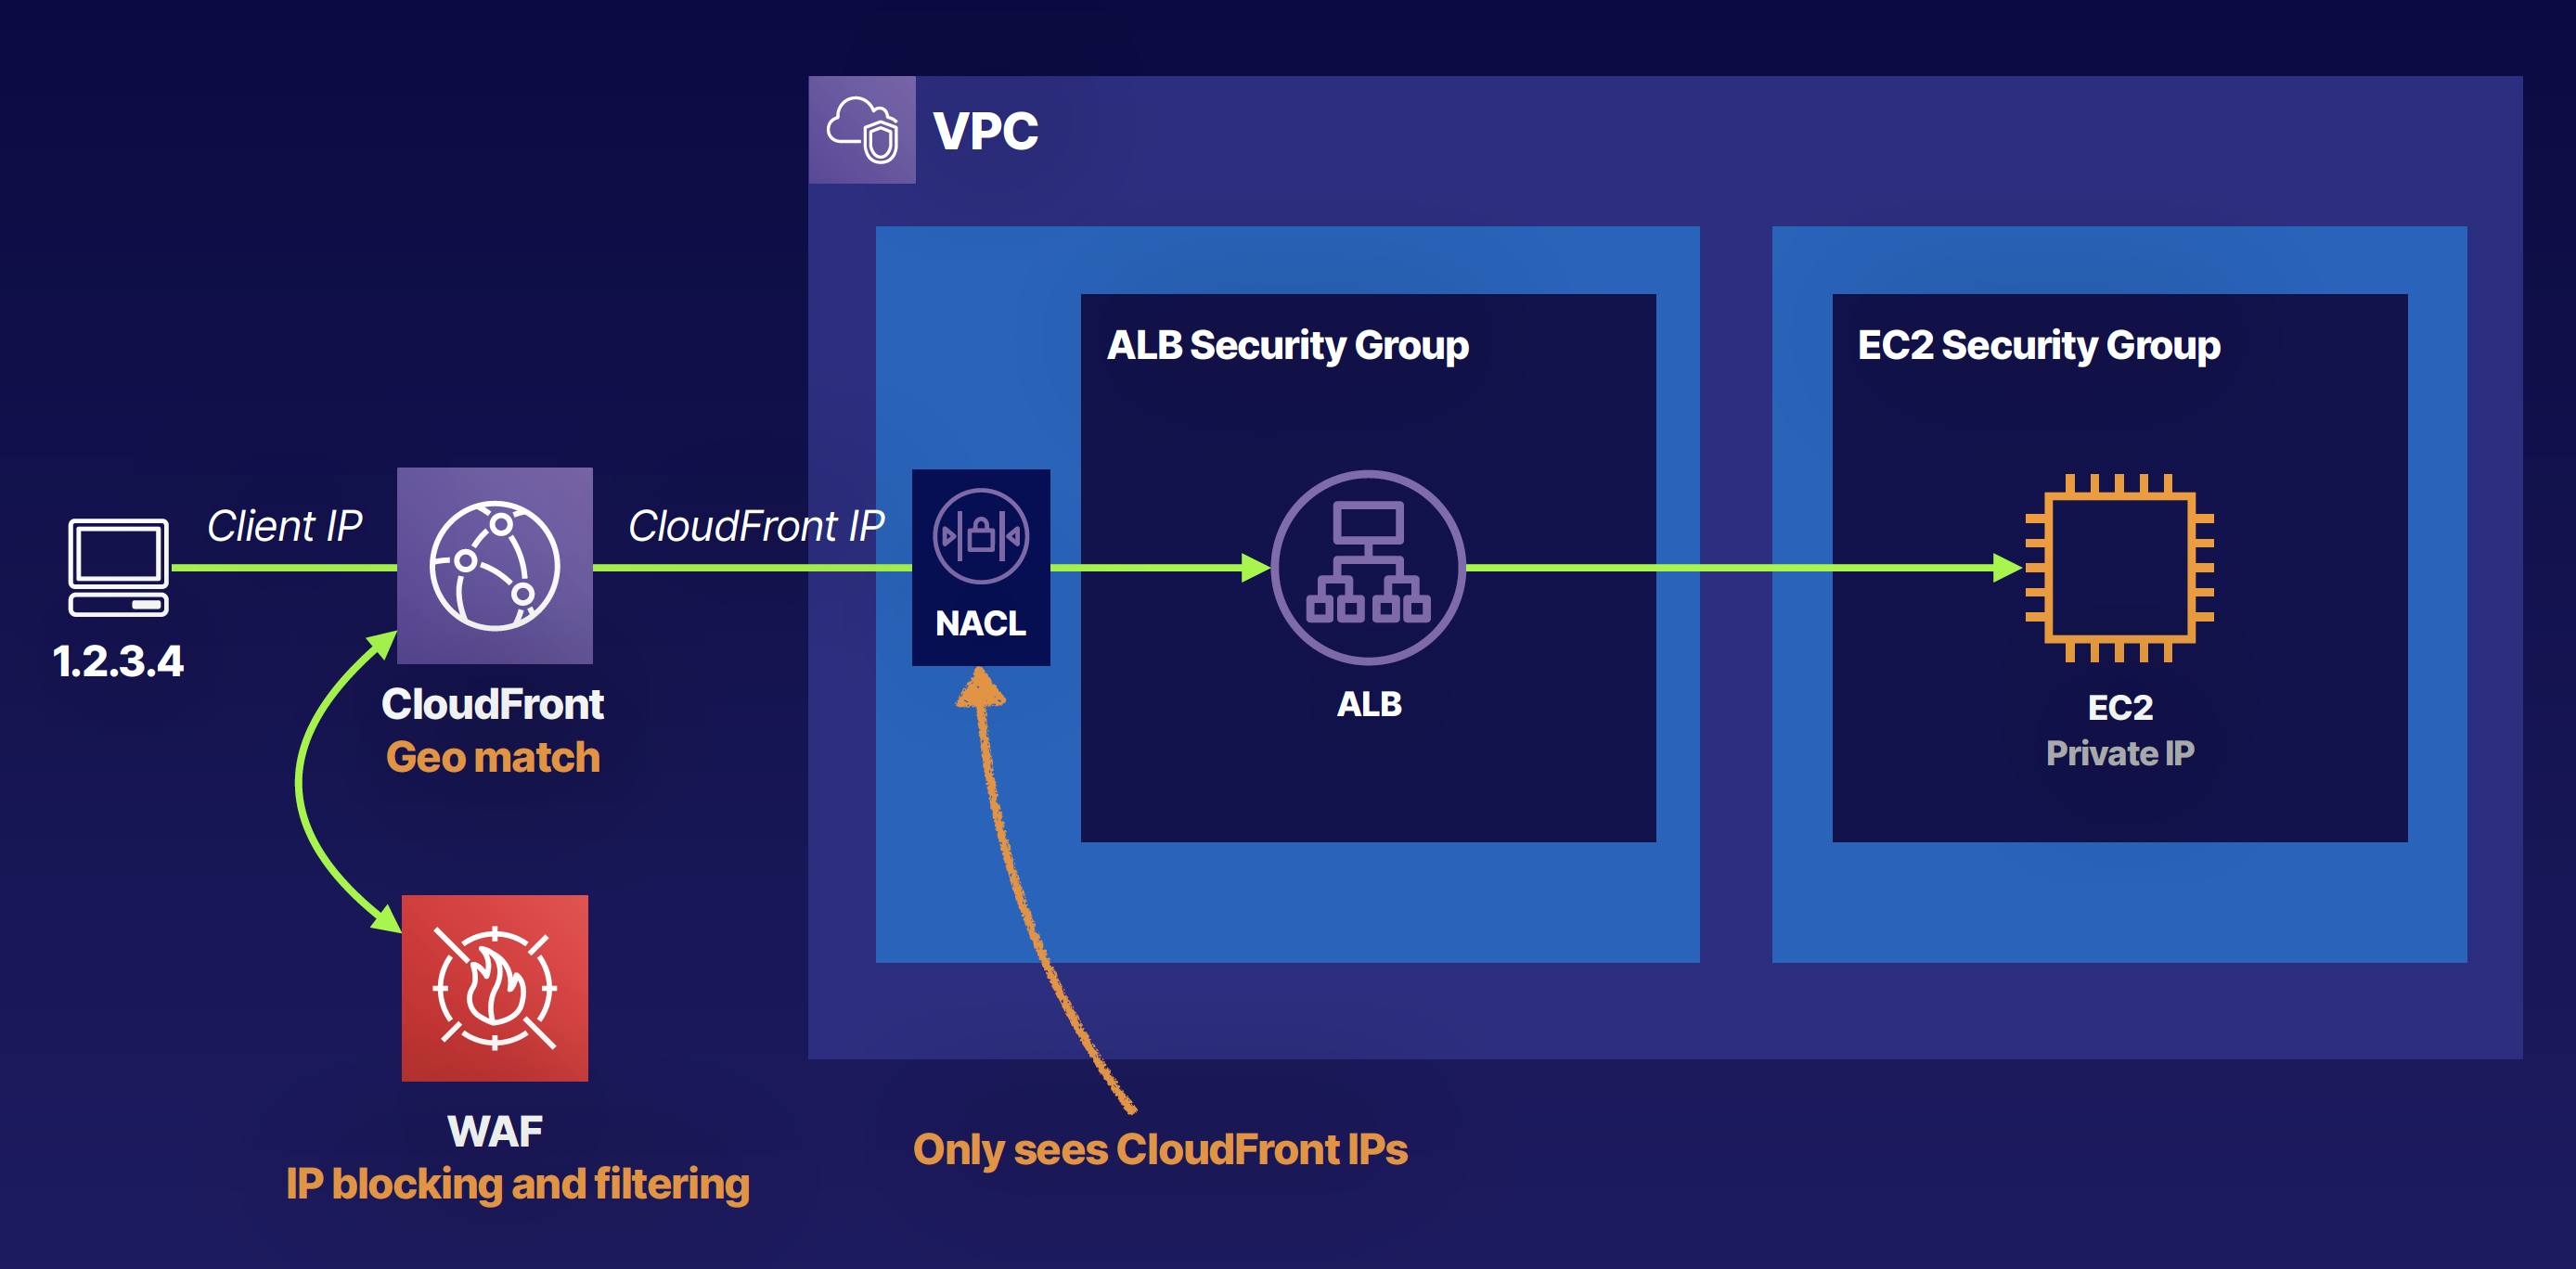 VPC
ALB Security Group
EC2 Security Group
Client IP
CloudFront IP
NACL
1.2.3.4
CloudFront
Geo match
ALB
EC2
Private IP
WAF
IP blocking and filtering
Only sees CloudFront IPs